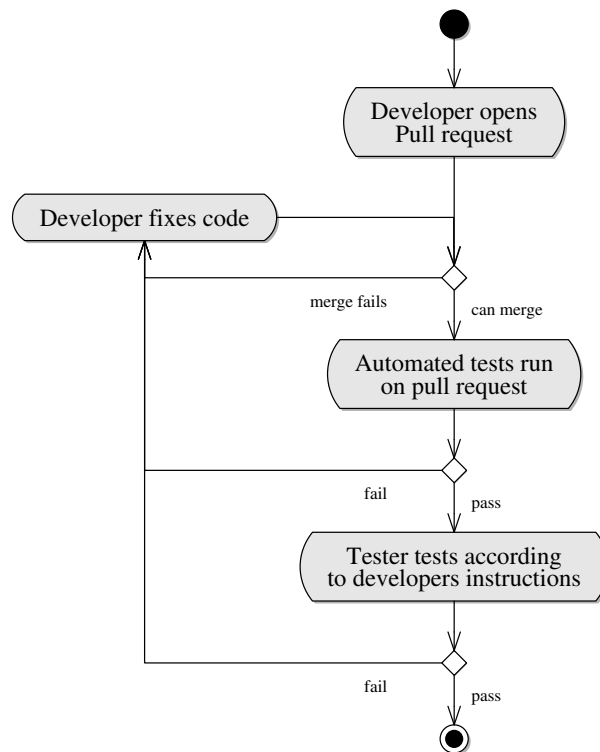 Developer opens
Pull request
Developer fixes code
merge fails
can merge
Automated tests run
on pull request
fail
pass
Tester tests according
to developers instructions
fail
pass